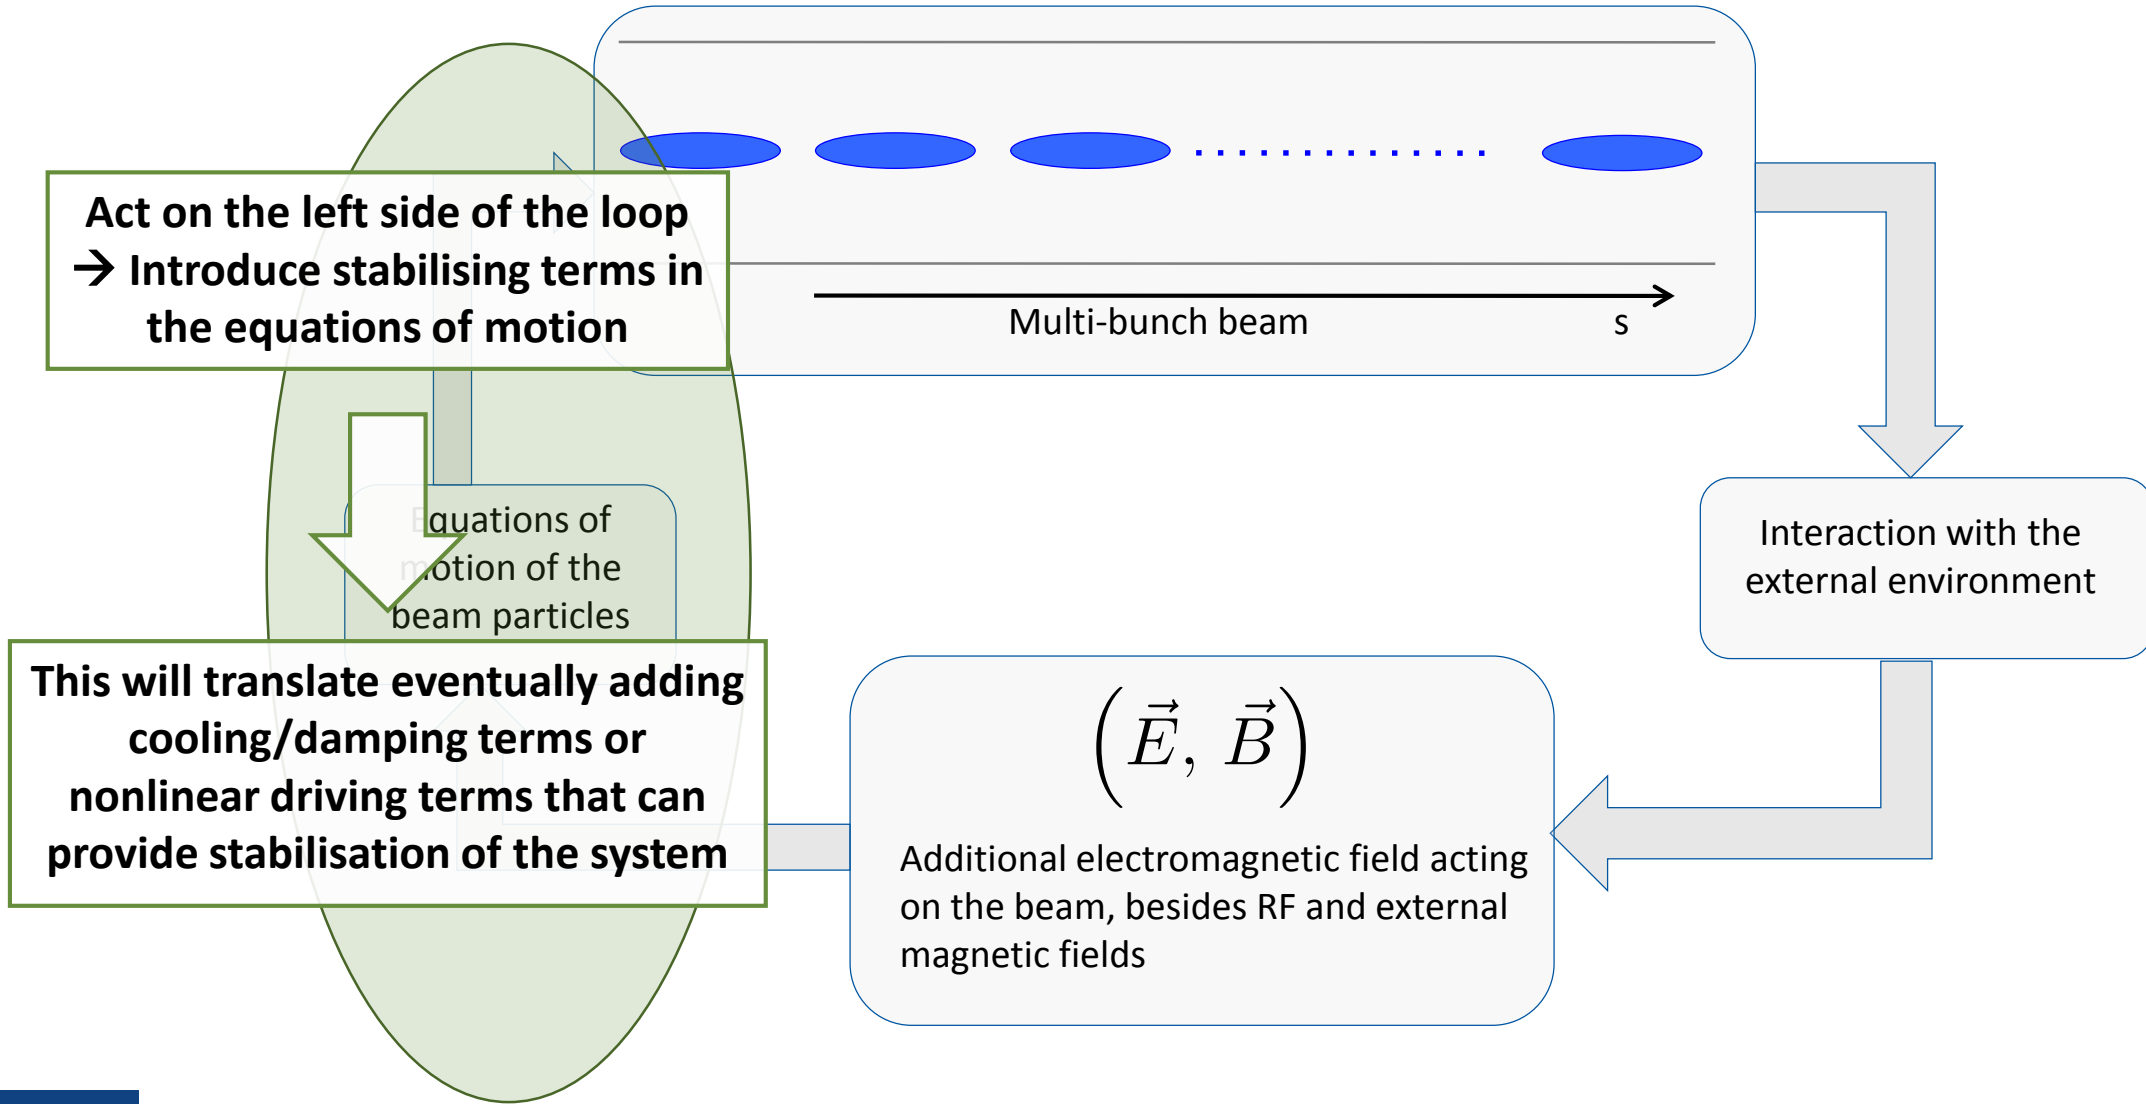 Act on the left side of the loop
→ Introduce stabilising terms in
the equations of motion
Multi-bunch beam
s
Equations of
motion of the
beam particles
Interaction with the
external environment
This will translate eventually adding
cooling/damping terms or
nonlinear driving terms that can
provide stabilisation of the system
(E⃗, B⃗)
Additional electromagnetic field acting
on the beam, besides RF and external
magnetic fields